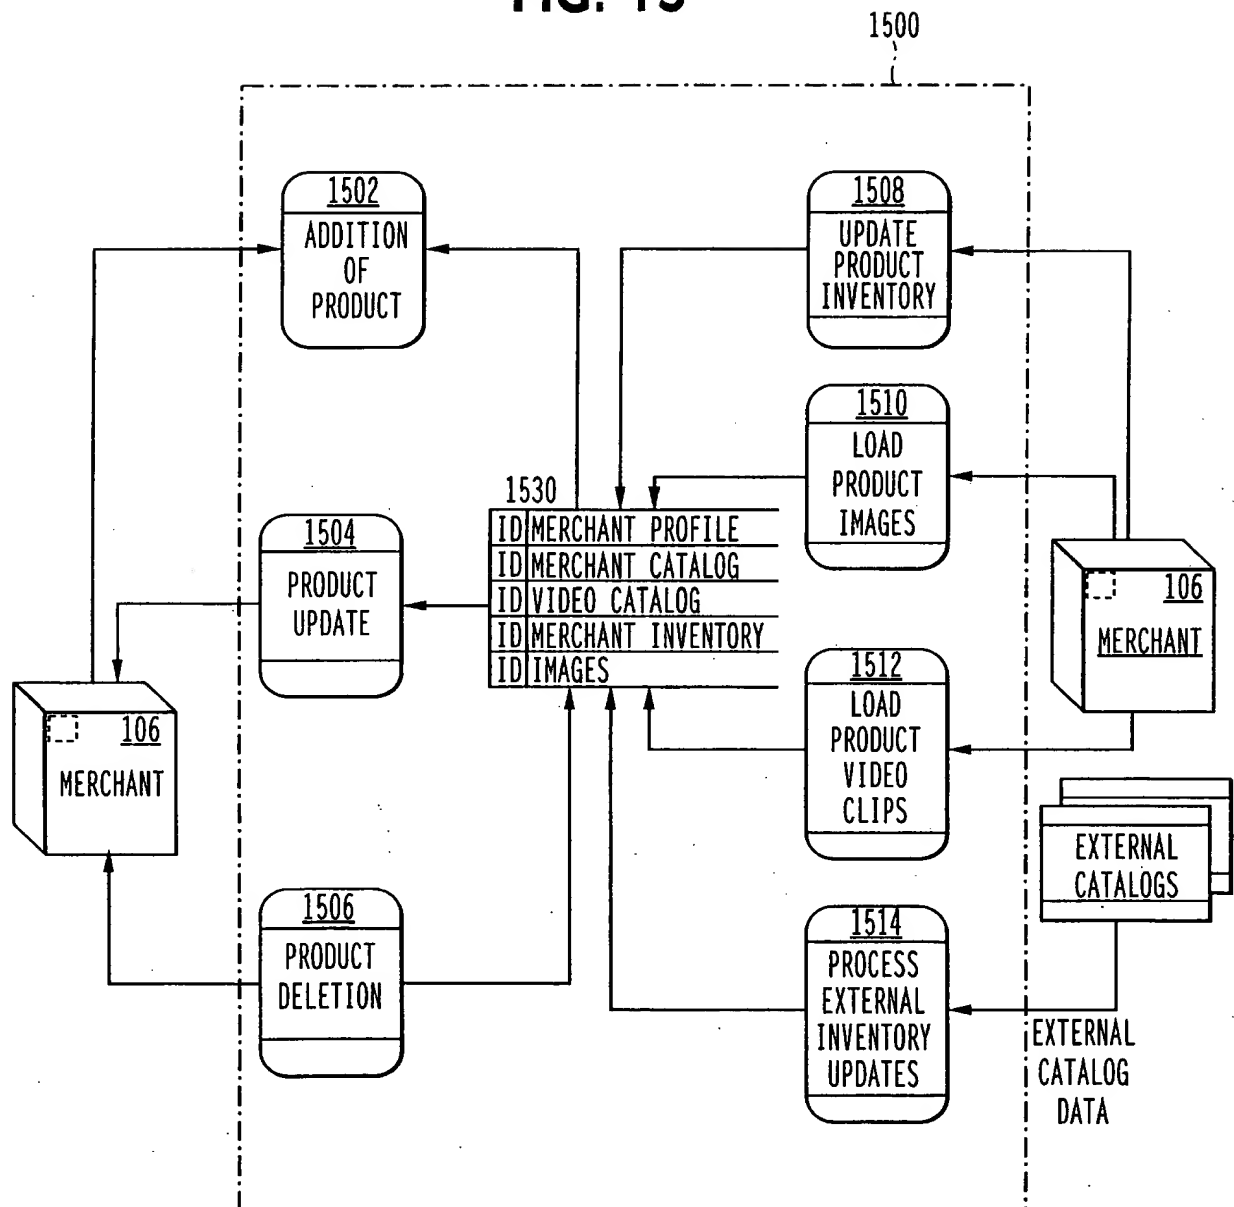 FIG. 15
1500
1502
ADDITION
OF
PRODUCT
1508
UPDATE
PRODUCT
INVENTORY
1510
LOAD
PRODUCT
IMAGES
1530
ID MERCHANT PROFILE
ID MERCHANT CATALOG
ID VIDEO CATALOG
ID MERCHANT INVENTORY
ID IMAGES
1504
PRODUCT
UPDATE
106
MERCHANT
1512
LOAD
PRODUCT
VIDEO
CLIPS
106
MERCHANT
EXTERNAL
CATALOGS
1506
PRODUCT
DELETION
1514
PROCESS
EXTERNAL
INVENTORY
UPDATES
EXTERNAL
CATALOG
DATA